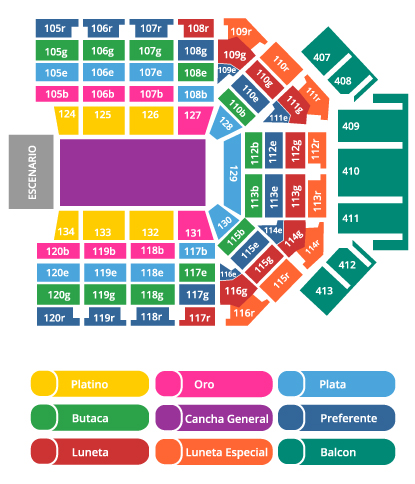 105r 106r 107r 108r 109r
105g 106g 107g 108g 109g 110r
105e 106e 107e 108e 109e 110g 111r
105b 106b 107b 108b 110e 111g
110b 111e
124 125 126 127 128
407
408
409
410
411
412
413
ESCENARIO
129
112b 112e 112g 112r
113b 113e 113g 113r
134 133 132 131 130
120b 119b 118b 117b 115b 114e 114g 114r
120e 119e 118e 117e 116e 115e 115g 115r
120g 119g 118g 117g 116g
120r 119r 118r 117r 116r
Platino Oro Plata
Butaca Cancha General Preferente
Luneta Luneta Especial Balcon